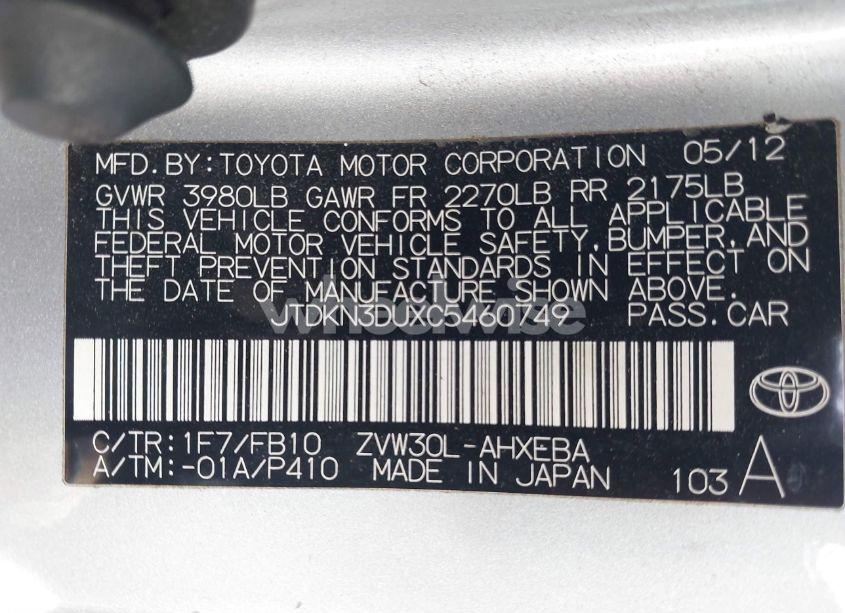 MFD.BY:TOYOTA MOTOR CORPORATION 05/12
GVWR 3980LB GAWR FR 2270LB RR 2175LB
THIS VEHICLE CONFORMS TO ALL APPLICABLE
FEDERAL MOTOR VEHICLE SAFETY,BUMPER,AND
THEFT PREVENTION STANDARDS IN EFFECT ON
THE DATE OF MANUFACTURE SHOWN ABOVE.
JTDKN3DUXC5460749 PASS.CAR
wheelwise
C/TR:1F7/FB10 ZVW30L-AHXEBA
A/TM:-01A/P410 MADE IN JAPAN 103 A